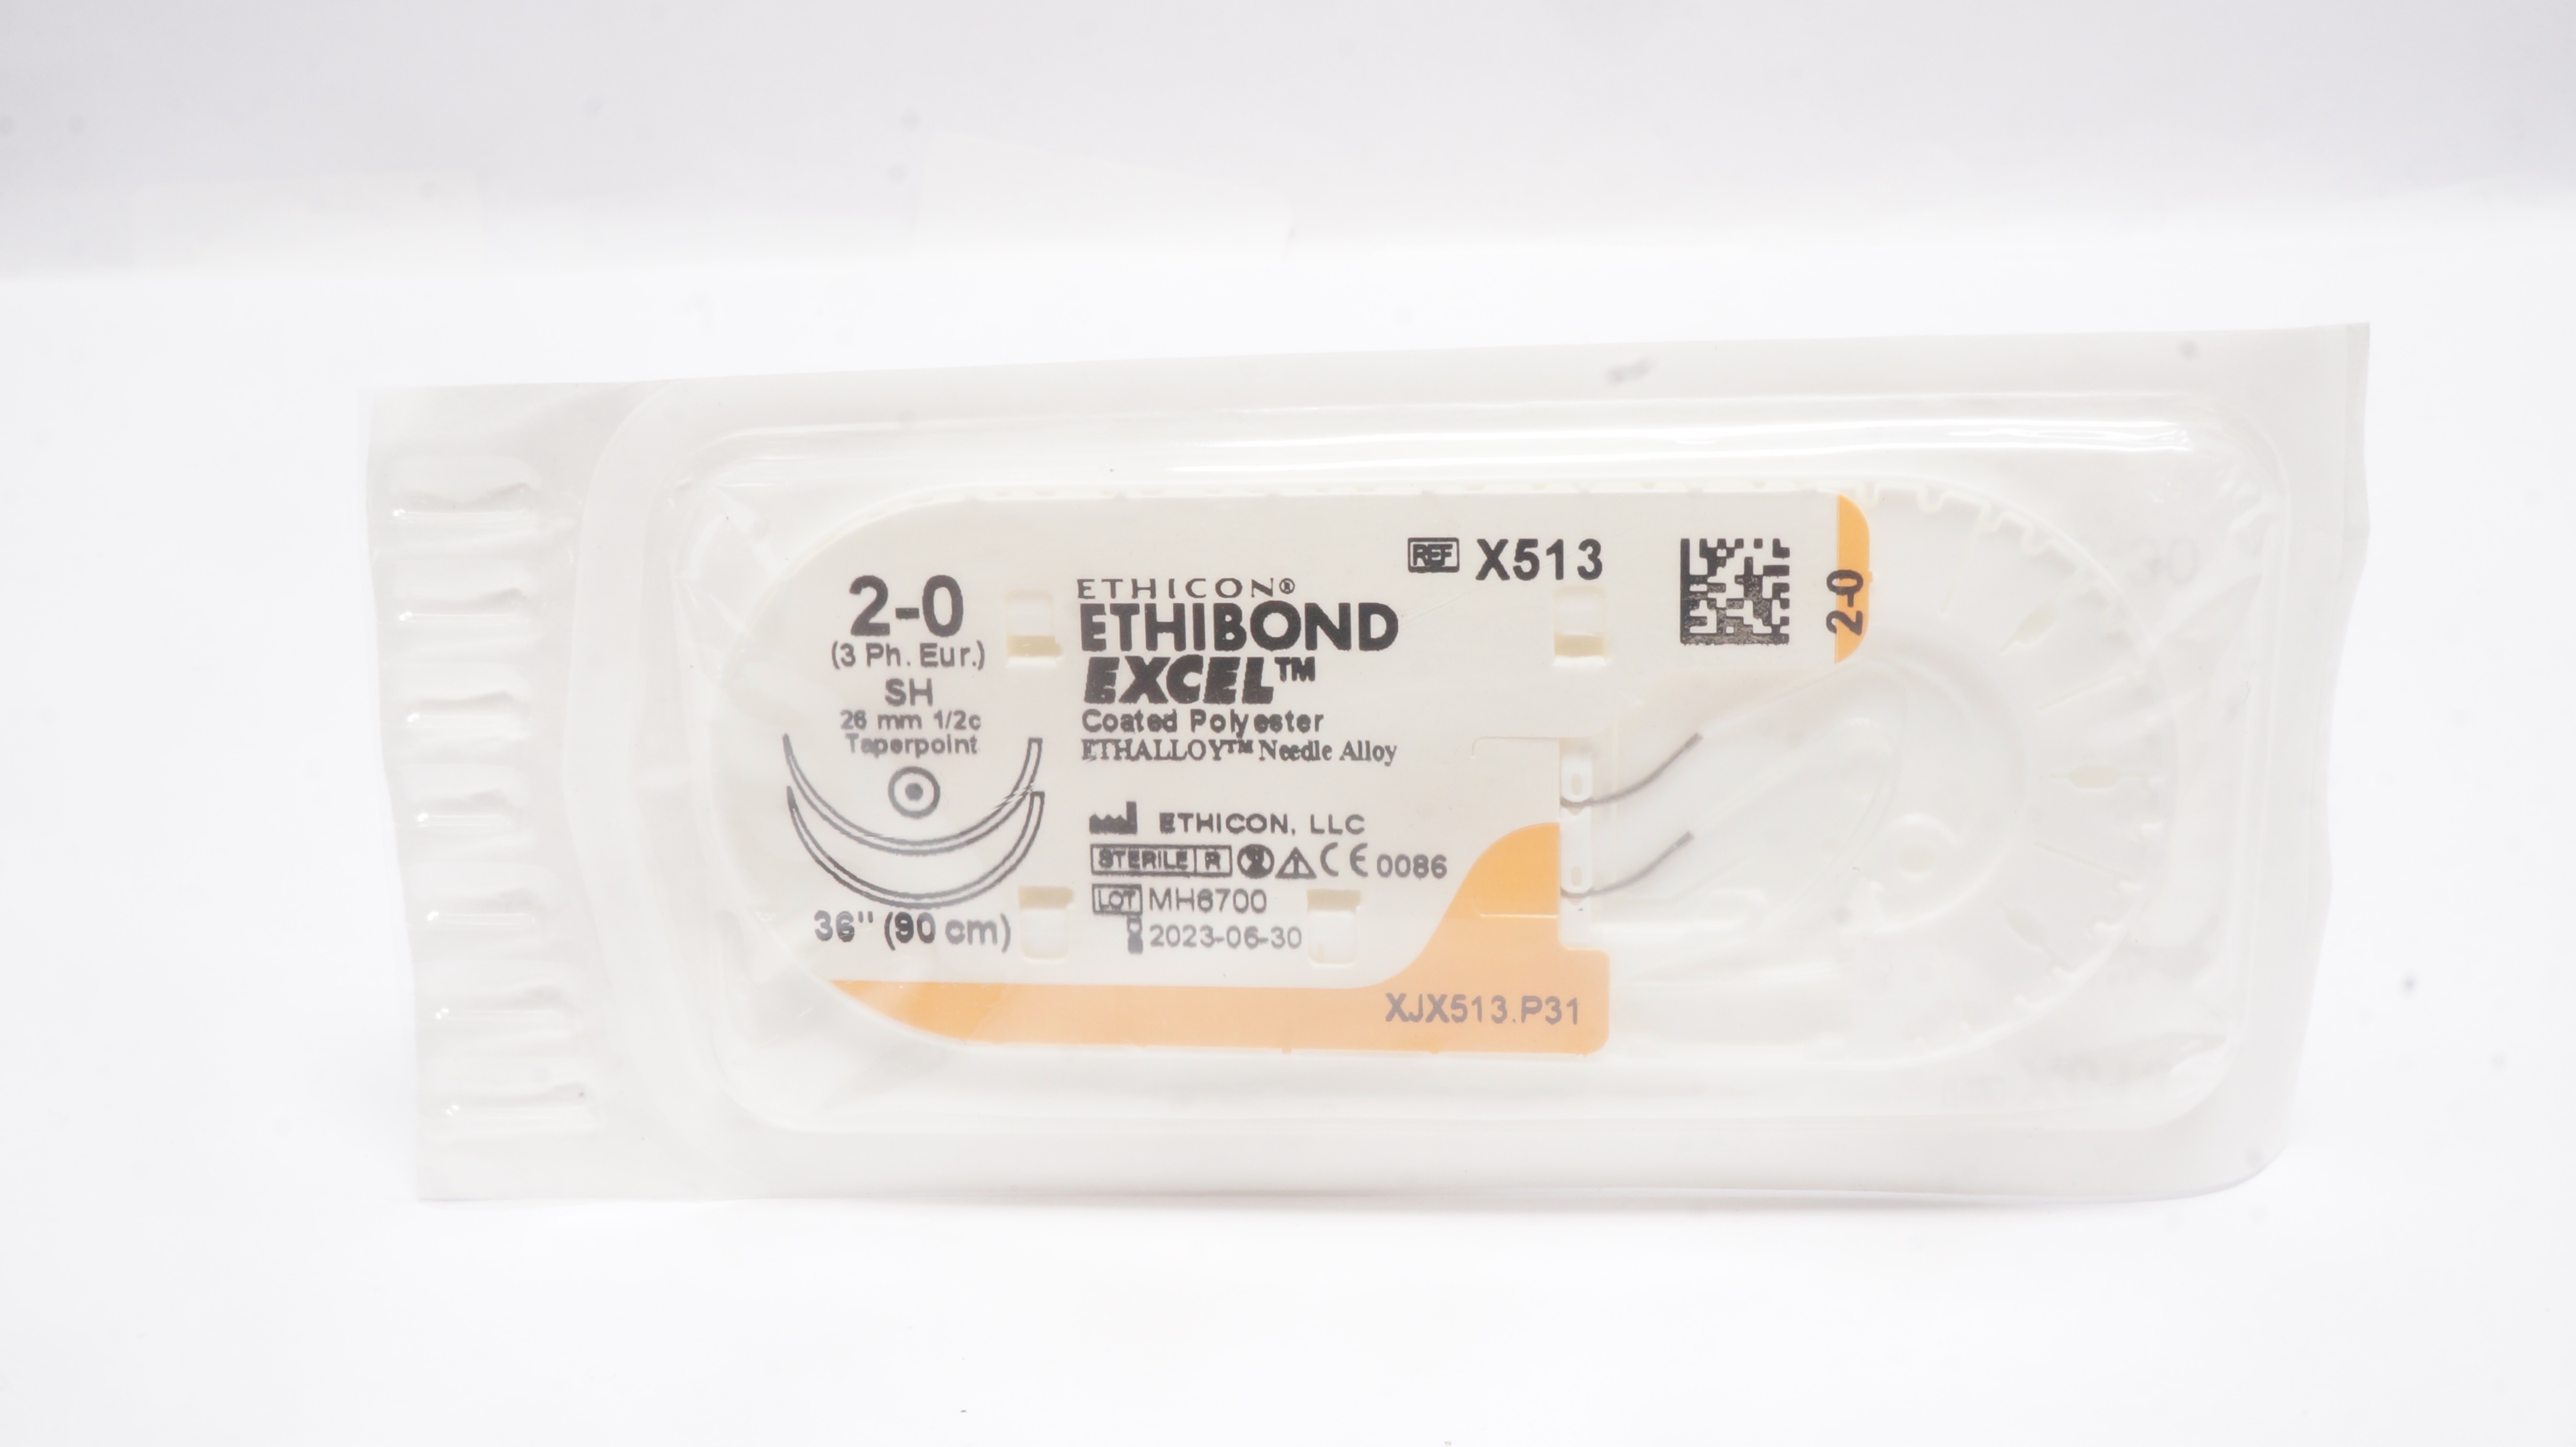 2-0
(3 Ph. Eur.)
SH
26 mm 1/2c
Taperpoint
36" (90 cm)
ETHICON®
ETHIBOND
EXCEL™
Coated Polyester
ETHALLOY™ Needle Alloy
ETHICON, LLC
STERILE R CE 0086
LOT MH6700
2023-06-30
REF X513
2-0
XJX513.P31